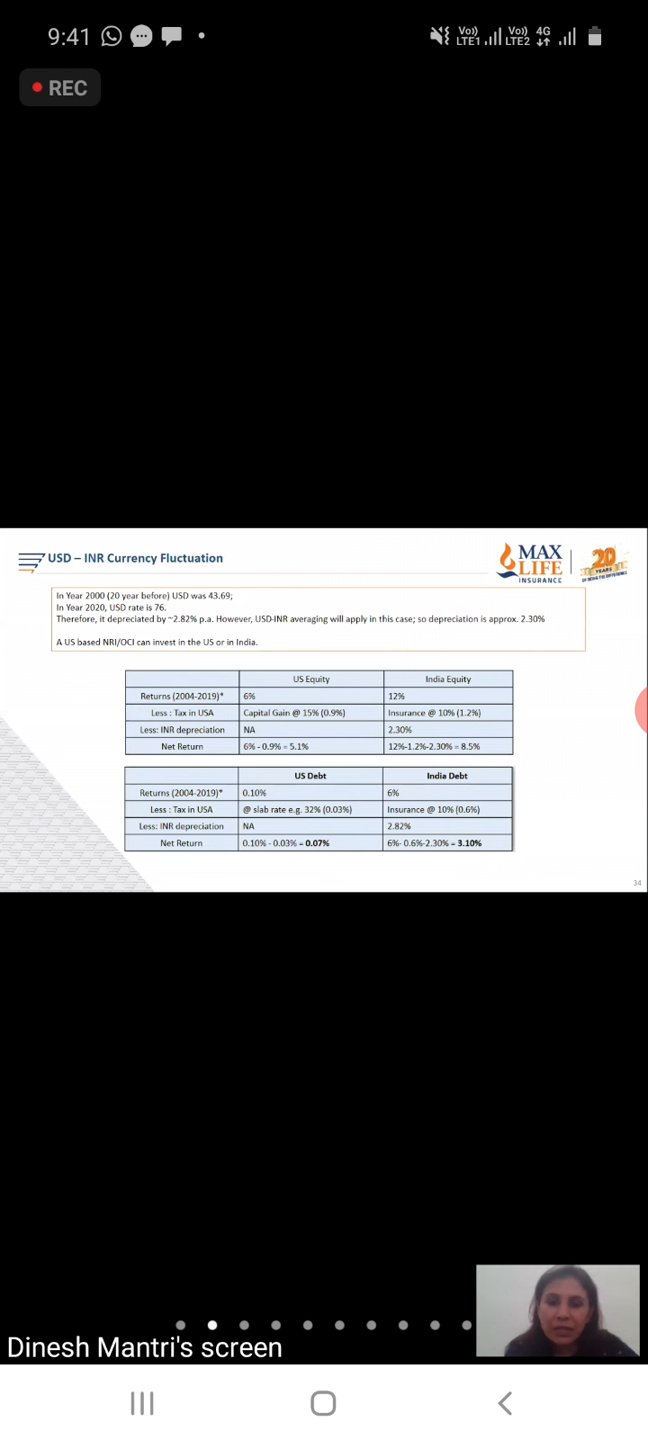 9:41
Vo)) LTE1 Vo)) LTE2 4G
REC
USD – INR Currency Fluctuation
MAX LIFE INSURANCE
20 YEARS
In Year 2000 (20 year before) USD was 43.69;
In Year 2020, USD rate is 76.
Therefore, it depreciated by ~2.82% p.a. However, USD-INR averaging will apply in this case; so depreciation is approx. 2.30%
A US based NRI/OCI can invest in the US or in India.
US Equity India Equity
Returns (2004-2019)* 6% 12%
Less : Tax in USA Capital Gain @ 15% (0.9%) Insurance @ 10% (1.2%)
Less: INR depreciation NA 2.30%
Net Return 6% - 0.9% = 5.1% 12%-1.2%-2.30% = 8.5%
US Debt India Debt
Returns (2004-2019)* 0.10% 6%
Less : Tax in USA @ slab rate e.g. 32% (0.03%) Insurance @ 10% (0.6%)
Less: INR depreciation NA 2.82%
Net Return 0.10% - 0.03% = 0.07% 6%- 0.6%-2.30% = 3.10%
34
Dinesh Mantri's screen